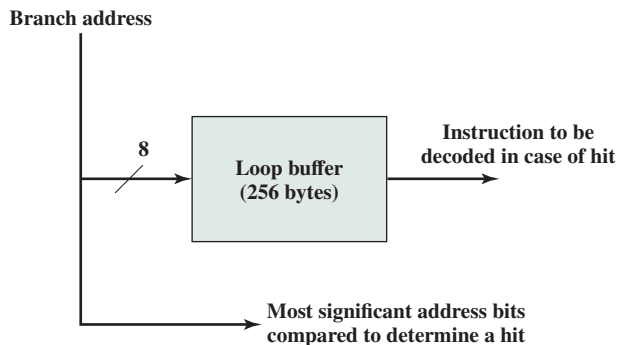 Branch address
8
Loop buffer
(256 bytes)
Instruction to be
decoded in case of hit
Most significant address bits
compared to determine a hit